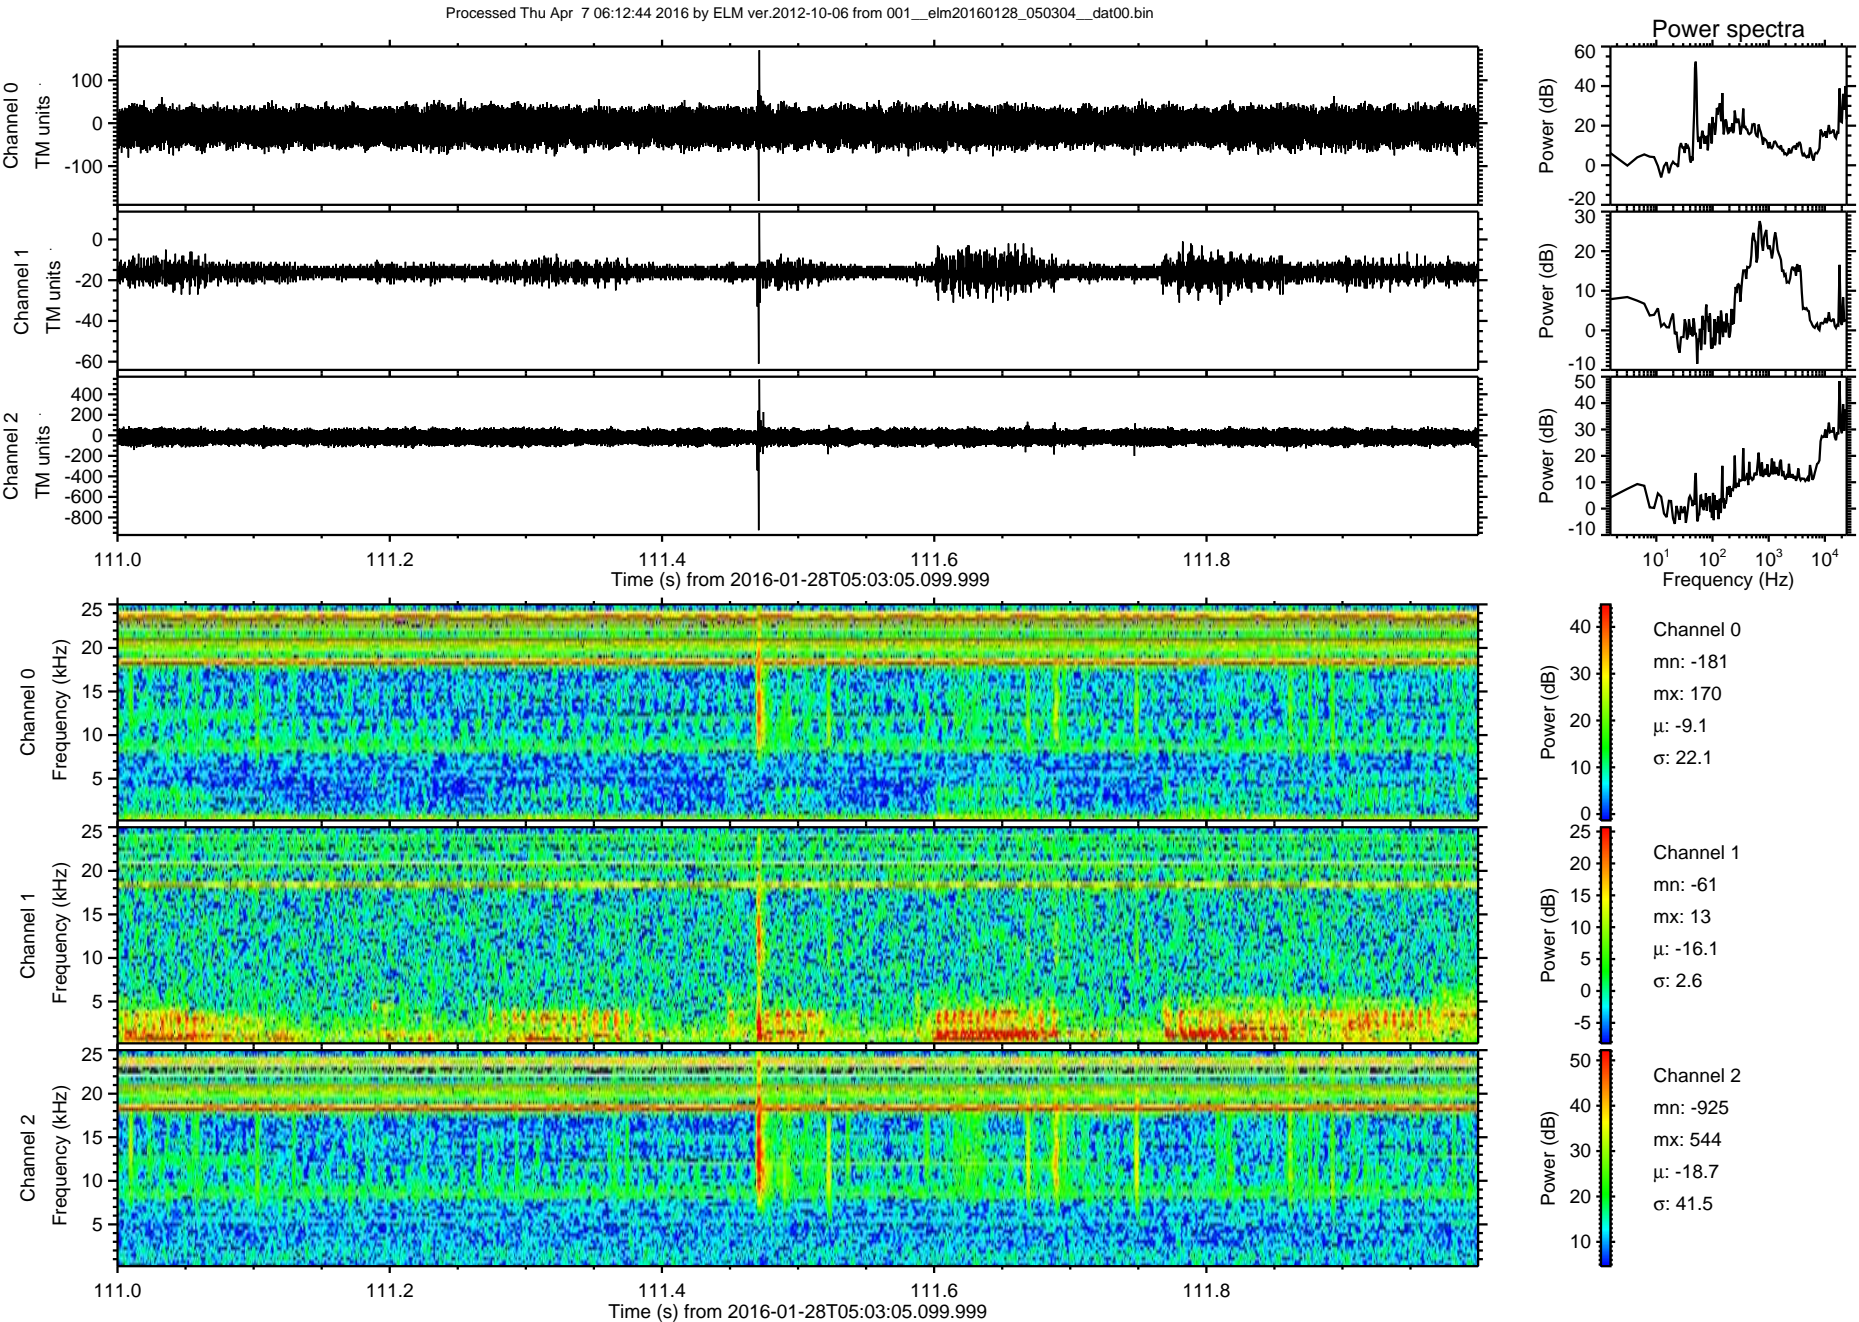 Processed Thu Apr  7 06:12:44 2016 by ELM ver.2012-10-06 from 001__elm20160128_050304__dat00.bin
Power spectra
Channel 0
TM units
100
0
-100
Power (dB)
60
40
20
0
-20
Channel 1
TM units
0
-20
-40
-60
Power (dB)
30
20
10
0
-10
Channel 2
TM units
400
200
0
-200
-400
-600
-800
Power (dB)
50
40
30
20
10
0
-10
111.0 111.2 111.4 111.6 111.8
Time (s) from 2016-01-28T05:03:05.099.999
10^1 10^2 10^3 10^4
Frequency (Hz)
Channel 0
Frequency (kHz)
25
20
15
10
5
Power (dB)
40
30
20
10
0
Channel 0
mn: -181
mx: 170
μ: -9.1
σ: 22.1
Channel 1
Frequency (kHz)
25
20
15
10
5
Power (dB)
25
20
15
10
5
0
-5
Channel 1
mn: -61
mx: 13
μ: -16.1
σ: 2.6
Channel 2
Frequency (kHz)
25
20
15
10
5
Power (dB)
50
40
30
20
10
Channel 2
mn: -925
mx: 544
μ: -18.7
σ: 41.5
111.0 111.2 111.4 111.6 111.8
Time (s) from 2016-01-28T05:03:05.099.999